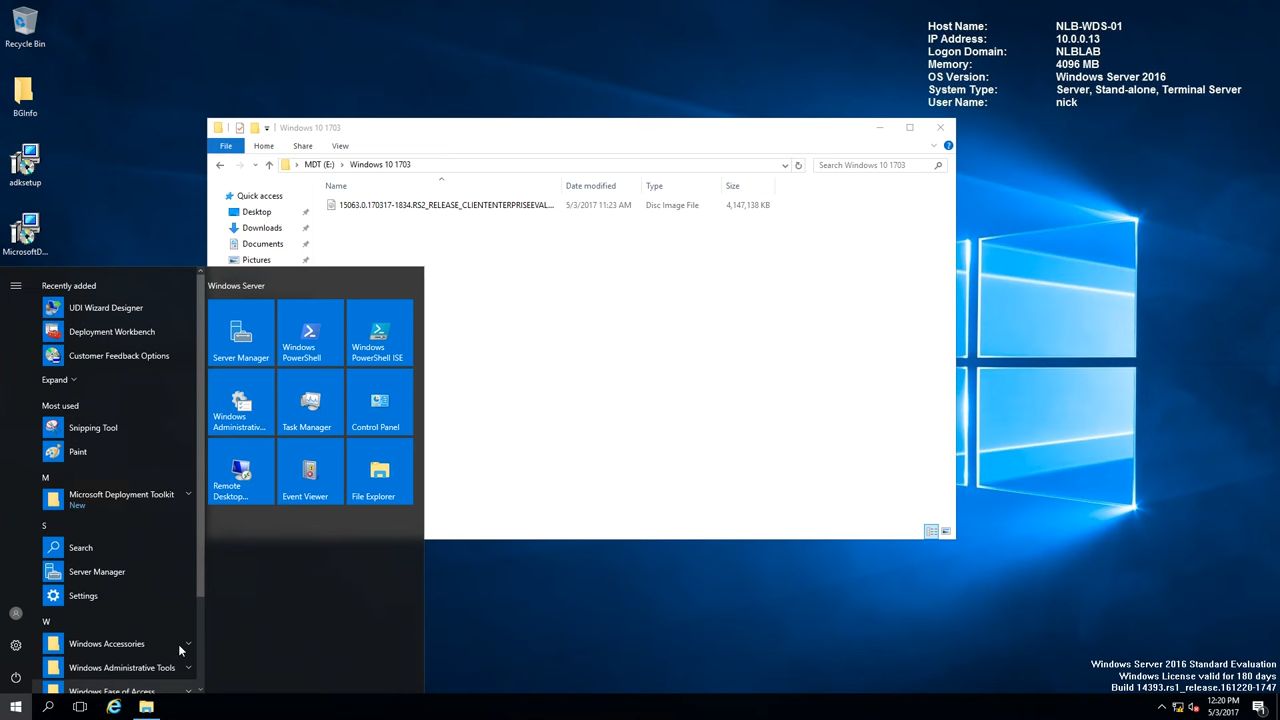 Recycle Bin
BGInfo
adksetup
MicrosoftD...
Host Name: NLB-WDS-01
IP Address: 10.0.0.13
Logon Domain: NLBLAB
Memory: 4096 MB
OS Version: Windows Server 2016
System Type: Server, Stand-alone, Terminal Server
User Name: nick
Windows 10 1703
File Home Share View
MDT (E:) Windows 10 1703
Search Windows 10 1703
Name Date modified Type Size
15063.0.170317-1834.RS2_RELEASE_CLIENTENTERPRISEEVAL... 5/3/2017 11:23 AM Disc Image File 4,147,138 KB
Quick access
Desktop
Downloads
Documents
Pictures
Recently added
UDI Wizard Designer
Deployment Workbench
Customer Feedback Options
Expand
Most used
Snipping Tool
Paint
M
Microsoft Deployment Toolkit
New
S
Search
Server Manager
Settings
W
Windows Accessories
Windows Administrative Tools
Windows Ease of Access
Windows Server
Server Manager
Windows
PowerShell
Windows
PowerShell ISE
Windows
Administrativ...
Task Manager
Control Panel
Remote
Desktop...
Event Viewer
File Explorer
Windows Server 2016 Standard Evaluation
Windows License valid for 180 days
Build 14393.rs1_release.161220-1747
12:20 PM
5/3/2017
1